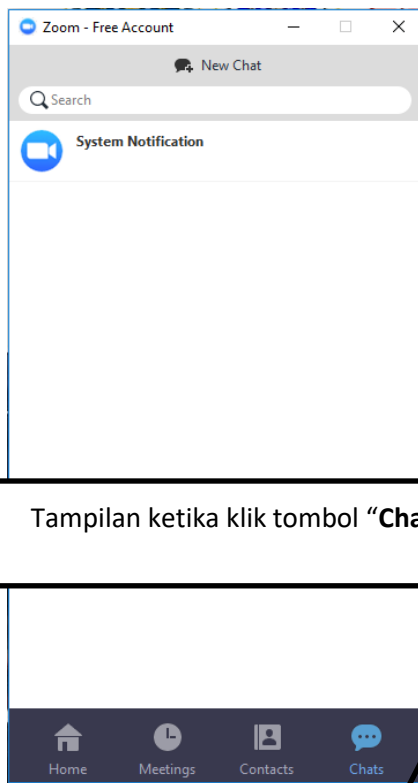 Zoom - Free Account
New Chat
Search
System Notification
Tampilan ketika klik tombol “Cha
Home Meetings Contacts Chats